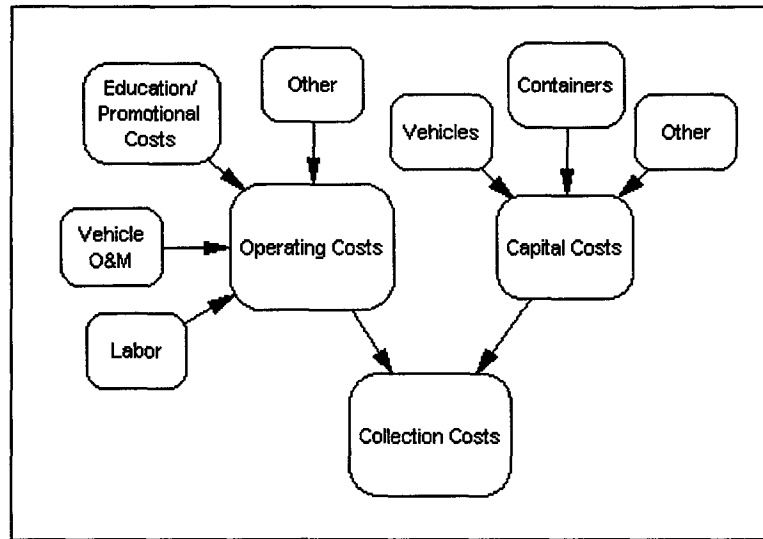 Education/
Promotional
Costs
Other
Containers
Vehicles
Other
Vehicle
O&M
Operating Costs
Capital Costs
Labor
Collection Costs